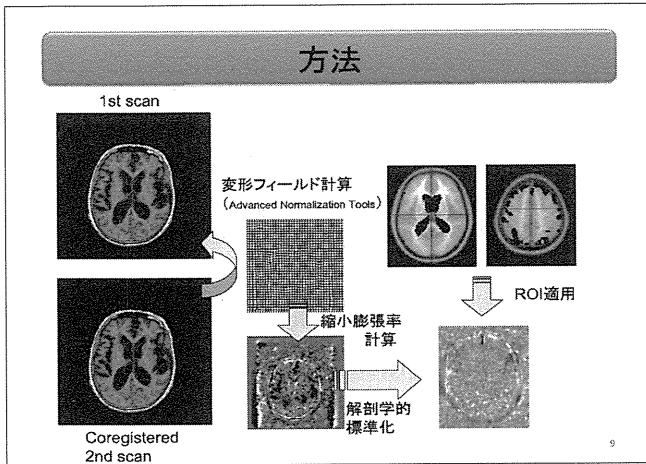 方法
1st scan
変形フィールド計算
(Advanced Normalization Tools)
ROI適用
縮小膨張率
計算
解剖学的
標準化
Coregistered
2nd scan
9